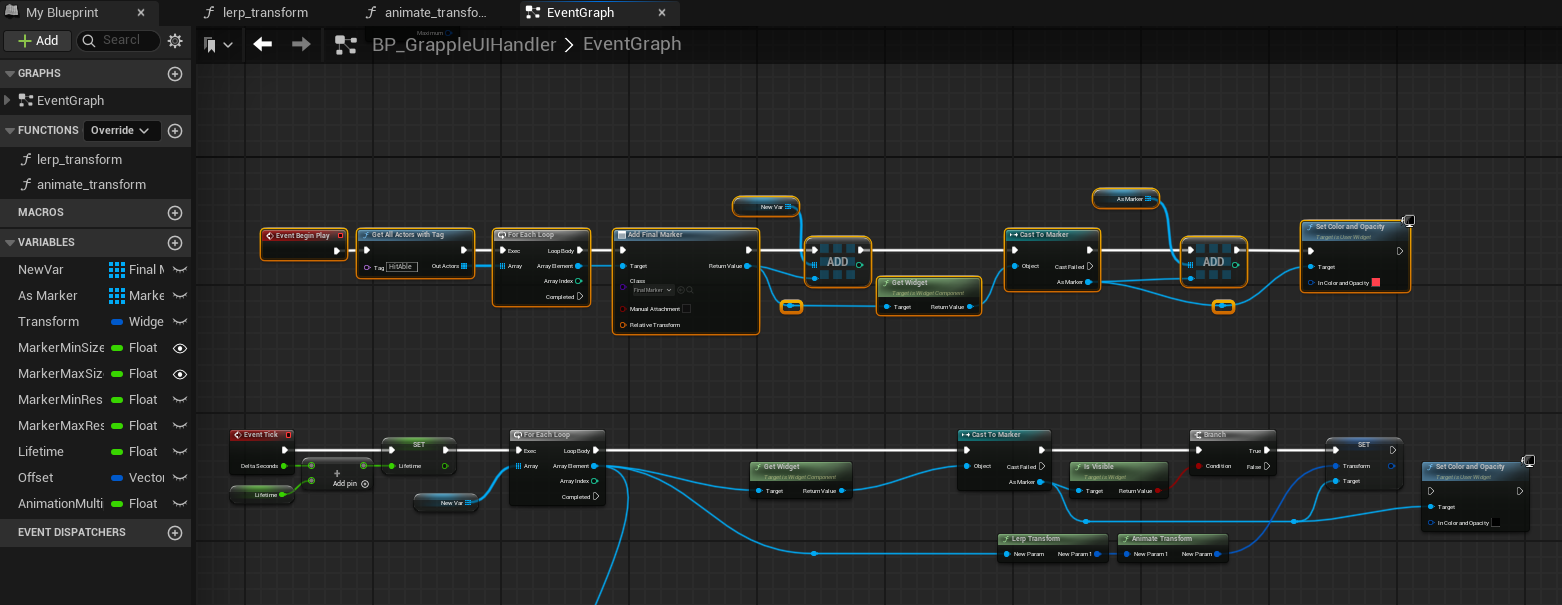 My Blueprint
lerp_transform
animate_transfo...
EventGraph
Add
Searcl
Maximum
BP_GrappleUIHandler > EventGraph
GRAPHS
EventGraph
FUNCTIONS
Override
lerp_transform
animate_transform
MACROS
VARIABLES
NewVar
Final M
As Marker
Marke
Transform
Widge
MarkerMinSize
Float
MarkerMaxSiz
Float
MarkerMinRes
Float
MarkerMaxRes
Float
Lifetime
Float
Offset
Vector
AnimationMulti
Float
EVENT DISPATCHERS
Event Begin Play
Get All Actors with Tag
Tag
HitAble
Out Actors
For Each Loop
Exec
Loop Body
Array
Array Element
Array Index
Completed
Add Final Marker
Target
Return Value
Class
Final Marker
Manual Attachment
Relative Transform
New Var
ADD
Get Widget
Target is Widget Component
Target
Return Value
Cast To Marker
Object
Cast Failed
As Marker
As Marker
ADD
Set Color and Opacity
Target is User Widget
Target
In Color and Opacity
Event Tick
Delta Seconds
Lifetime
+
Add pin
SET
Lifetime
New Var
For Each Loop
Exec
Loop Body
Array
Array Element
Array Index
Completed
Get Widget
Target is Widget Component
Target
Return Value
Cast To Marker
Object
Cast Failed
As Marker
Is Visible
Target is Widget
Target
Return Value
Branch
True
Condition
False
SET
Transform
Target
Set Color and Opacity
Target is User Widget
Target
In Color and Opacity
Lerp Transform
New Param
New Param 1
Animate Transform
New Param 1
New Param